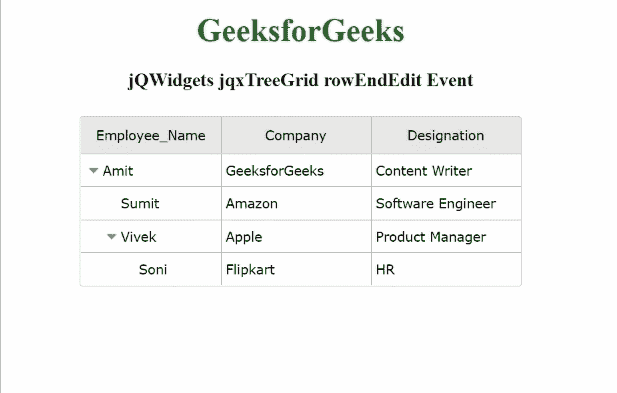 GeeksforGeeks
jQWidgets jqxTreeGrid rowEndEdit Event
Employee_Name Company Designation
Amit GeeksforGeeks Content Writer
Sumit Amazon Software Engineer
Vivek Apple Product Manager
Soni Flipkart HR